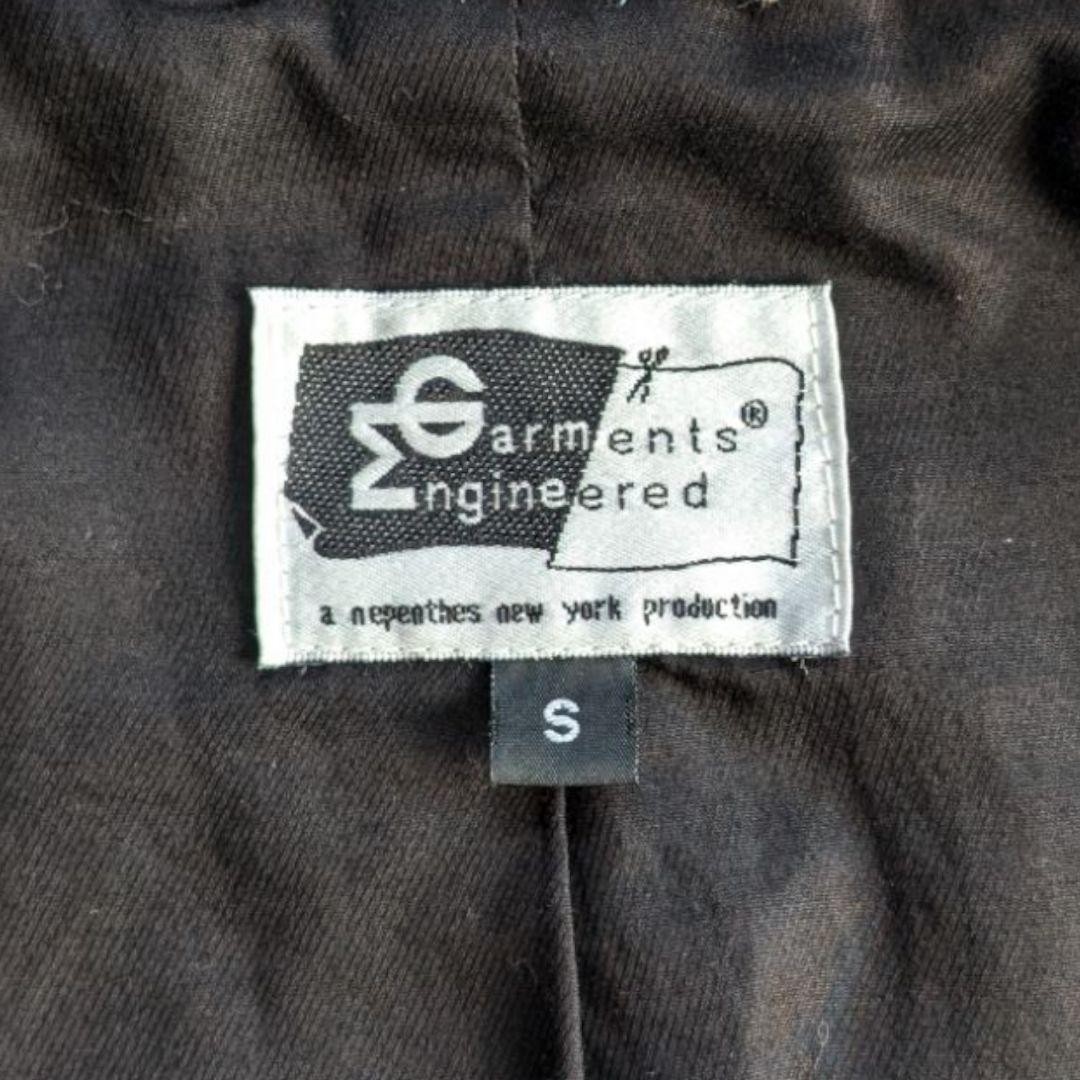 Garments®
Engineered
a nepenthes new york production
S